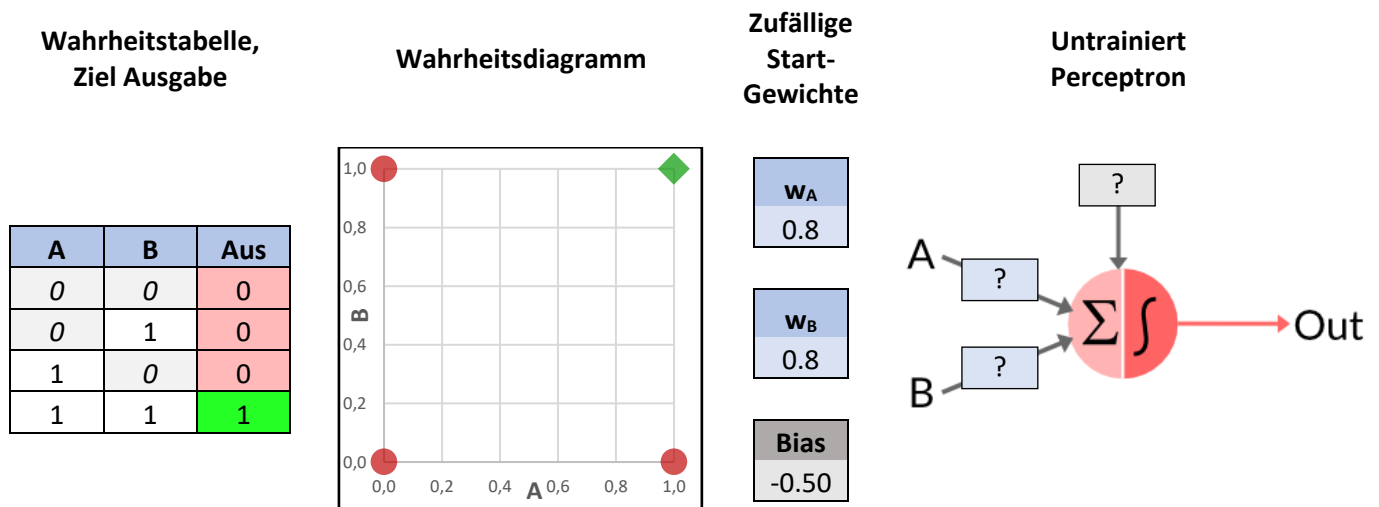 Wahrheitstabelle,
Ziel Ausgabe
Wahrheitsdiagramm
Zufällige
Start-
Gewichte
Untrainiert
Perceptron
A B Aus
0 0 0
0 1 0
1 0 0
1 1 1
1,0
0,8
0,6
B
0,4
0,2
0,0
0,0 0,2 0,4 A 0,6 0,8 1,0
wA
0.8
wB
0.8
Bias
-0.50
?
A
?
Σ ∫
Out
B
?